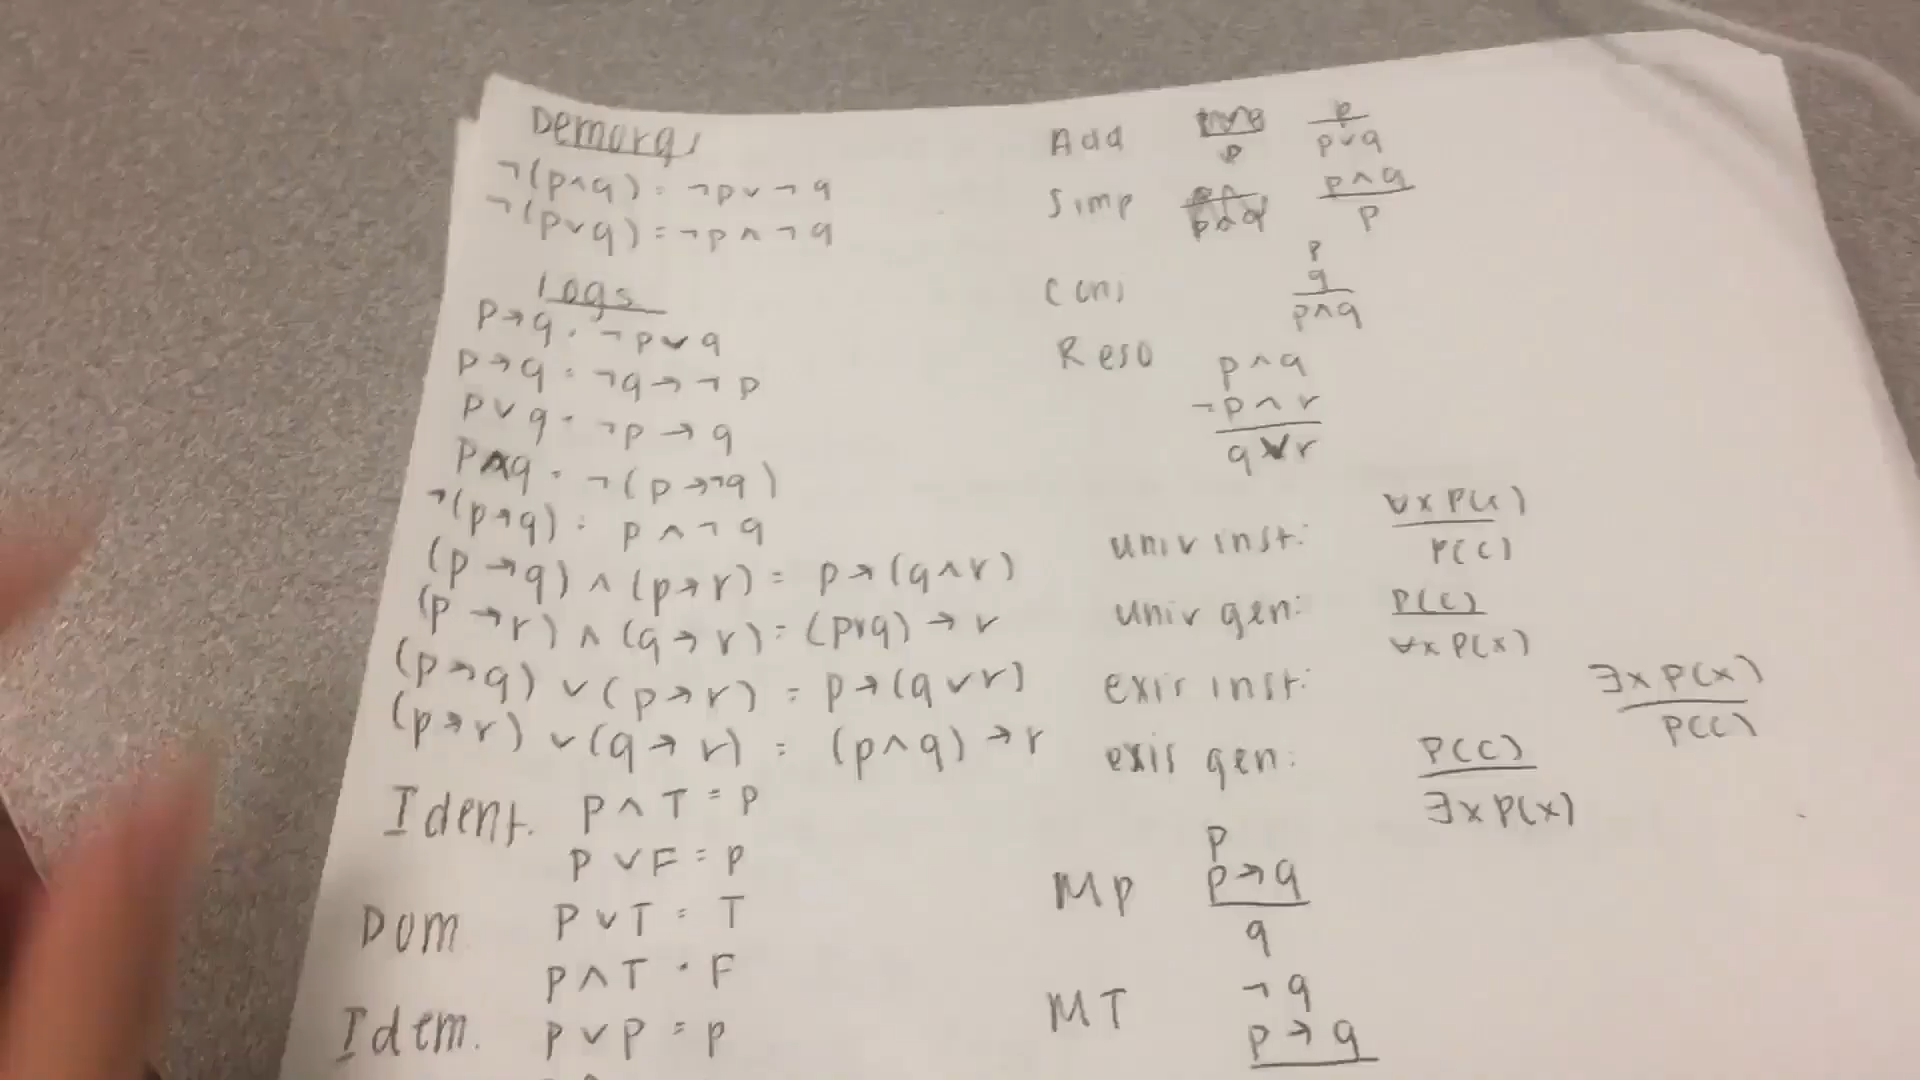 Demorgs
¬(p∧q) = ¬p∨¬q
¬(p∨q) = ¬p∧¬q
logs
p→q = ¬p∨q
p→q = ¬q→¬p
p∨q = ¬p→q
p∧q = ¬(p→¬q)
¬(p→q) = p∧¬q
(p→q)∧(p→r) = p→(q∧r)
(p→r)∧(q→r) = (p∨q)→r
(p→q)∨(p→r) = p→(q∨r)
(p→r)∨(q→r) = (p∧q)→r
Ident. p∧T = p
p∨F = p
Dom p∨T = T
p∧T = F
Idem. p∨p = p
Add p
p∨q
Simp p∧q
p
Conj p
q
p∧q
Reso p∧q
¬p∧r
q∨r
univ inst: ∀x P(x)
P(c)
univ gen: P(c)
∀x P(x)
exis inst: ∃x P(x)
P(c)
exis gen: P(c)
∃x P(x)
MP p
p→q
q
MT ¬q
p→q